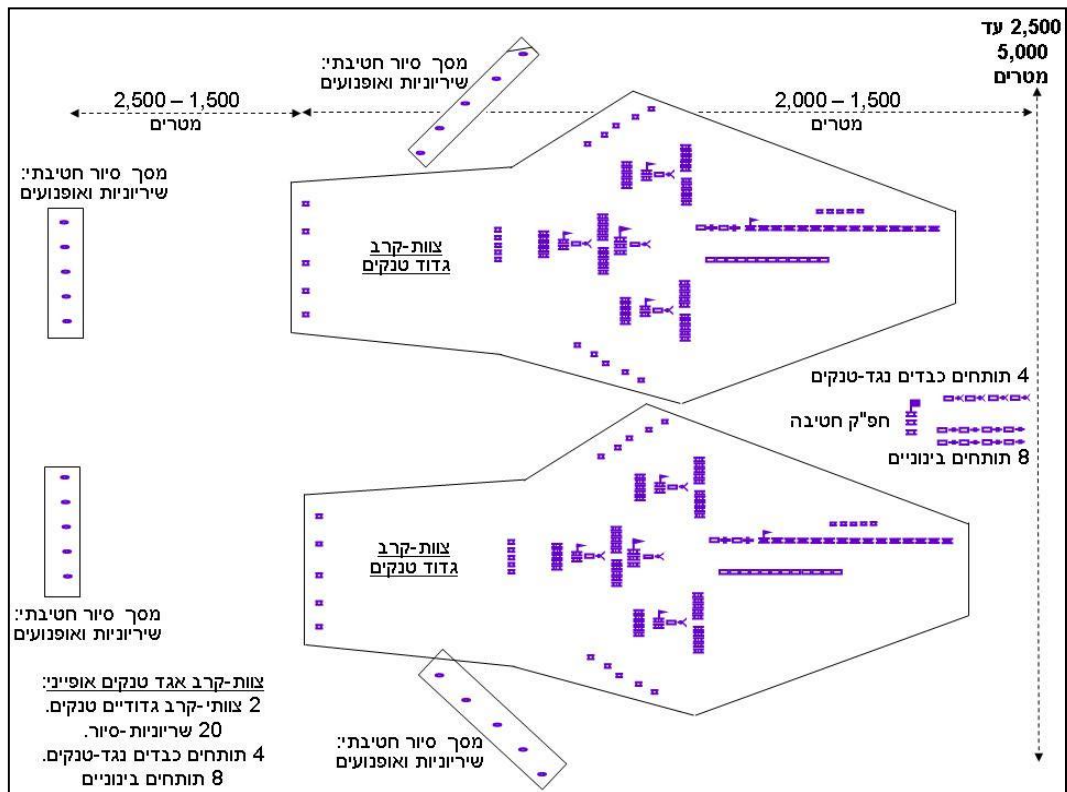 2,500 עד
5,000
מטרים
מסך סיור חטיבתי:
שיריוניות ואופנועים
2,000 – 1,500
מטרים
2,500 – 1,500
מטרים
מסך סיור חטיבתי:
שיריוניות ואופנועים
צוות-קרב
גדוד טנקים
4 תותחים כבדים נגד-טנקים
חפ"ק חטיבה
8 תותחים בינוניים
צוות-קרב
גדוד טנקים
מסך סיור חטיבתי:
שיריוניות ואופנועים
מסך סיור חטיבתי:
שיריוניות ואופנועים
צוות-קרב אגד טנקים אופייני:
2 צוותי-קרב גדודיים טנקים.
20 שריוניות-סיור.
4 תותחים כבדים נגד-טנקים.
8 תותחים בינוניים